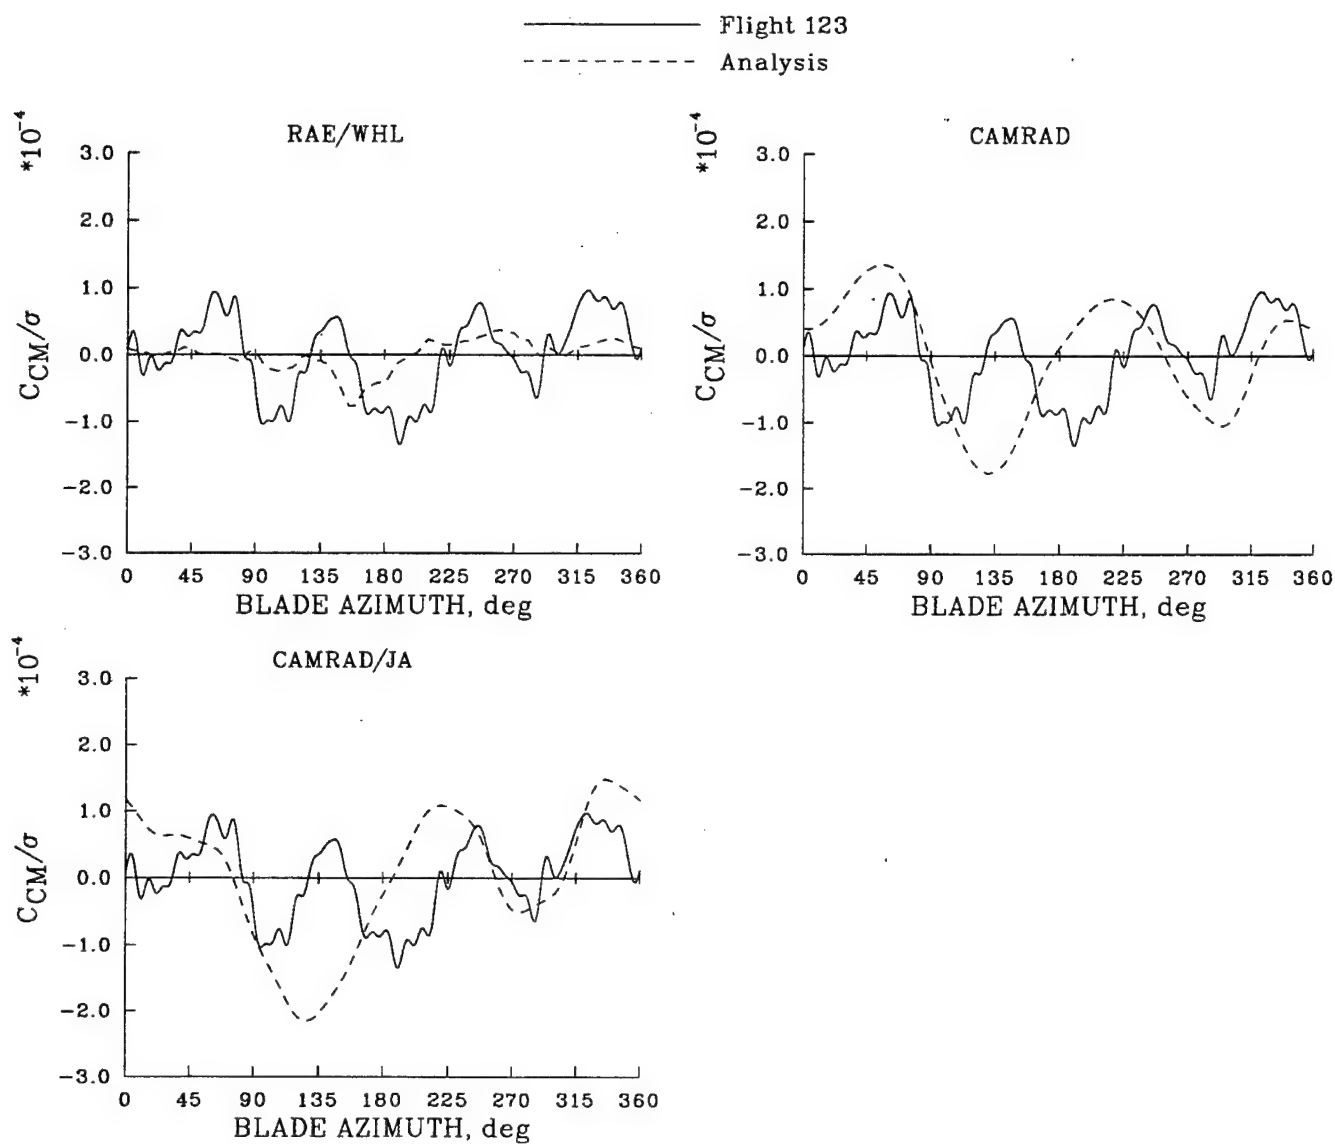 Flight 123
Analysis
RAE/WHL
*10⁻⁴
3.0
2.0
1.0
0.0
−1.0
−2.0
−3.0
C_CM/σ
0 45 90 135 180 225 270 315 360
BLADE AZIMUTH, deg
CAMRAD
*10⁻⁴
3.0
2.0
1.0
0.0
−1.0
−2.0
−3.0
C_CM/σ
0 45 90 135 180 225 270 315 360
BLADE AZIMUTH, deg
CAMRAD/JA
*10⁻⁴
3.0
2.0
1.0
0.0
−1.0
−2.0
−3.0
C_CM/σ
0 45 90 135 180 225 270 315 360
BLADE AZIMUTH, deg